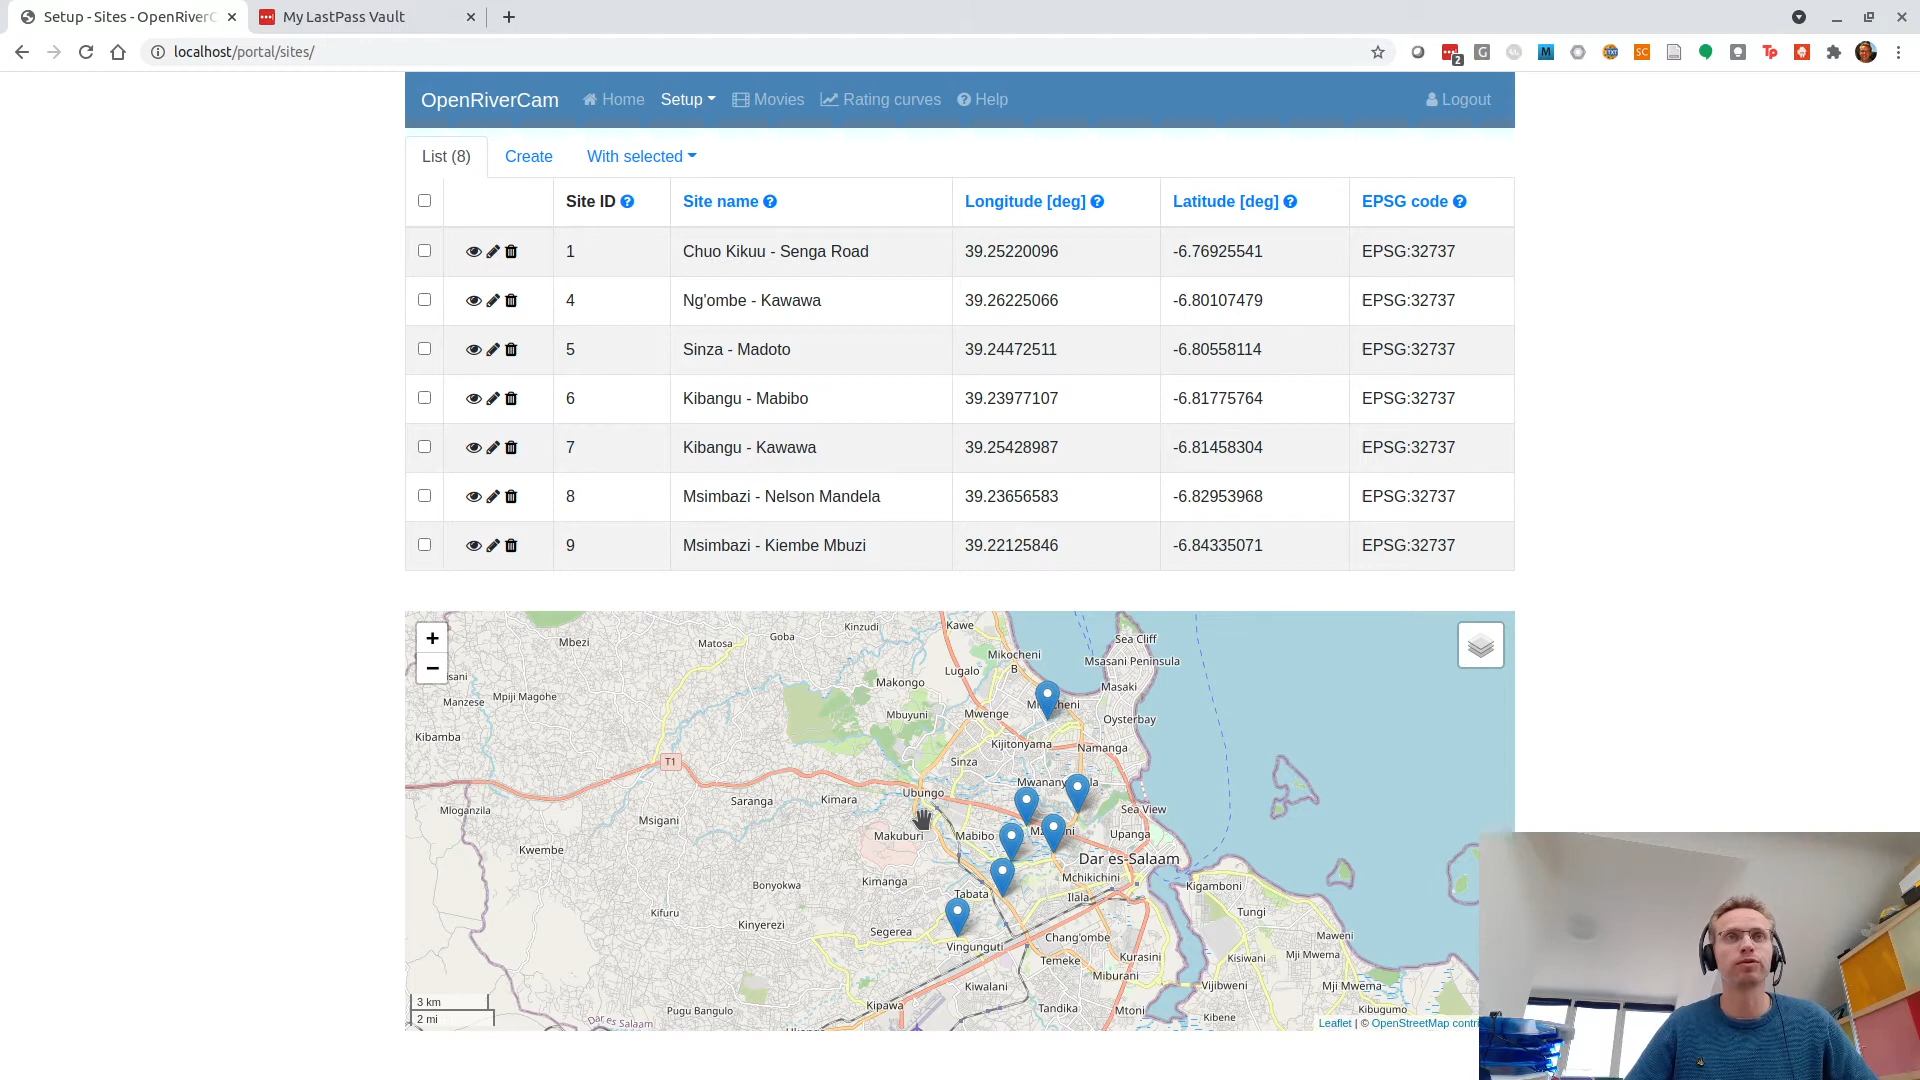 Setup - Sites - OpenRiverC
My LastPass Vault
localhost/portal/sites/
2
OpenRiverCam Home Setup Movies Rating curves Help Logout
List (8) Create With selected
Site ID Site name Longitude [deg] Latitude [deg] EPSG code
1 Chuo Kikuu - Senga Road 39.25220096 -6.76925541 EPSG:32737
4 Ng'ombe - Kawawa 39.26225066 -6.80107479 EPSG:32737
5 Sinza - Madoto 39.24472511 -6.80558114 EPSG:32737
6 Kibangu - Mabibo 39.23977107 -6.81775764 EPSG:32737
7 Kibangu - Kawawa 39.25428987 -6.81458304 EPSG:32737
8 Msimbazi - Nelson Mandela 39.23656583 -6.82953968 EPSG:32737
9 Msimbazi - Kiembe Mbuzi 39.22125846 -6.84335071 EPSG:32737
+
−
Kinzudi
Kawe
Goba
Mbezi
Matosa
Sea Cliff
Mikocheni
B
Msasani Peninsula
Lugalo
Makongo
Masaki
Mpiji Magohe
Manzese
Mbuyuni
Mwenge
Oysterbay
Kibamba
Kijitonyama
Namanga
T1
Sinza
Ubungo
Kimara
Saranga
Mloganzila
Msigani
Sea View
Makuburi
Mabibo
Upanga
Kwembe
Dar es-Salaam
Mchikichini
Kimanga
Bonyokwa
Tabata
Ilala
Kigamboni
Kifuru
Kinyerezi
Segerea
Tungi
Vingunguti
Chang'ombe
Maweni
Temeke
Kurasini
Kisiwani
Mji Mwema
Miburani
Kiwalani
Vijibweni
Mji Mwema
3 km
Kipawa
Tandika
Mtoni
Pugu Bangulo
Kibugumo
Kibene
2 mi
Dar es Salaam
Leaflet | © OpenStreetMap contri